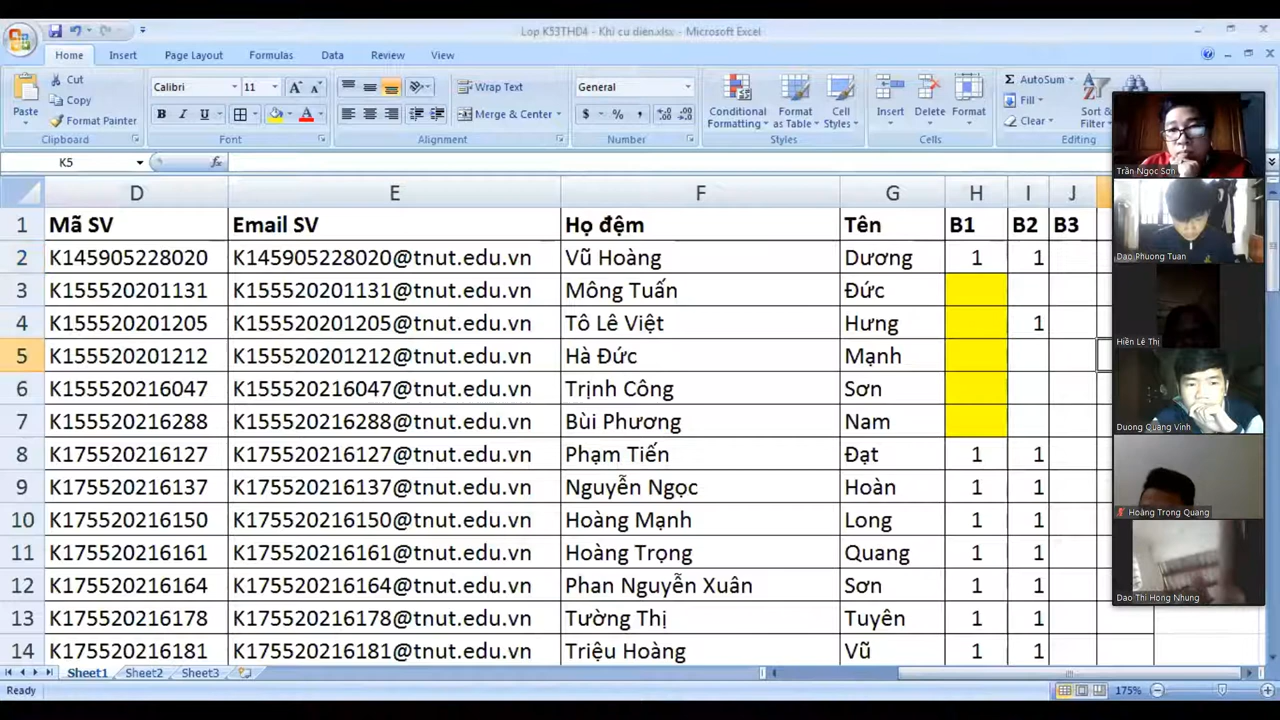 Lop K53THD4 - Khi cu dien.xlsx - Microsoft Excel
Home Insert Page Layout Formulas Data Review View
Paste
Cut
Copy
Format Painter
Clipboard
Calibri 11
B I U
Font
Wrap Text
Merge & Center
Alignment
General
$ % ,
Number
Conditional Formatting
Format as Table
Cell Styles
Styles
Insert
Delete
Format
Cells
Σ AutoSum
Fill
Clear
Sort &
Filter
Editing
K5 fx
D E F G H I J
1 Mã SV Email SV Họ đệm Tên B1 B2 B3
2 K145905228020 K145905228020@tnut.edu.vn Vũ Hoàng Dương 1 1
3 K155520201131 K155520201131@tnut.edu.vn Mông Tuấn Đức
4 K155520201205 K155520201205@tnut.edu.vn Tô Lê Việt Hưng 1
5 K155520201212 K155520201212@tnut.edu.vn Hà Đức Mạnh
6 K155520216047 K155520216047@tnut.edu.vn Trịnh Công Sơn
7 K155520216288 K155520216288@tnut.edu.vn Bùi Phương Nam
8 K175520216127 K175520216127@tnut.edu.vn Phạm Tiến Đạt 1 1
9 K175520216137 K175520216137@tnut.edu.vn Nguyễn Ngọc Hoàn 1 1
10 K175520216150 K175520216150@tnut.edu.vn Hoàng Mạnh Long 1 1
11 K175520216161 K175520216161@tnut.edu.vn Hoàng Trọng Quang 1 1
12 K175520216164 K175520216164@tnut.edu.vn Phan Nguyễn Xuân Sơn 1 1
13 K175520216178 K175520216178@tnut.edu.vn Tường Thị Tuyên 1 1
14 K175520216181 K175520216181@tnut.edu.vn Triệu Hoàng Vũ 1 1
Sheet1 Sheet2 Sheet3
Ready 175%
Trần Ngọc Sơn
Dao Phuong Tuan
Hiền Lê Thị
Duong Quang Vinh
Hoàng Trọng Quang
Dao Thi Hong Nhung